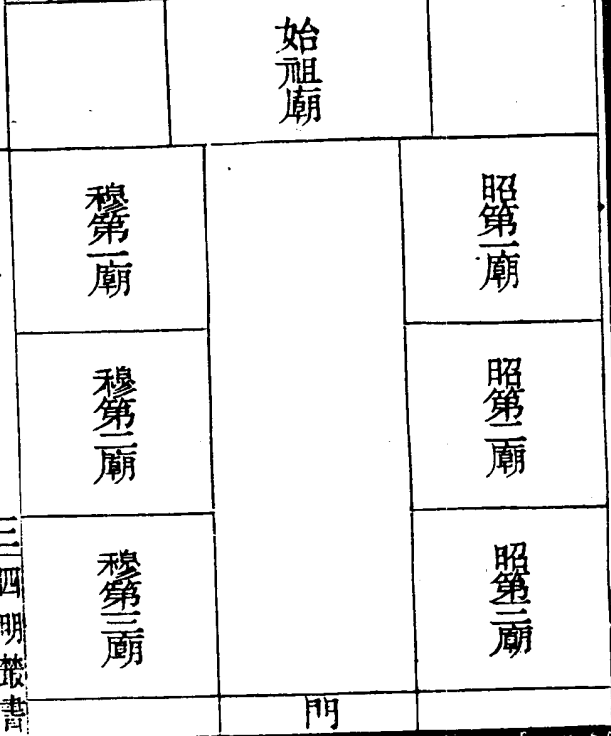 始祖廟
昭第一廟
昭第二廟
昭第三廟
穆第一廟
穆第二廟
穆第三廟
門
三 四明叢書